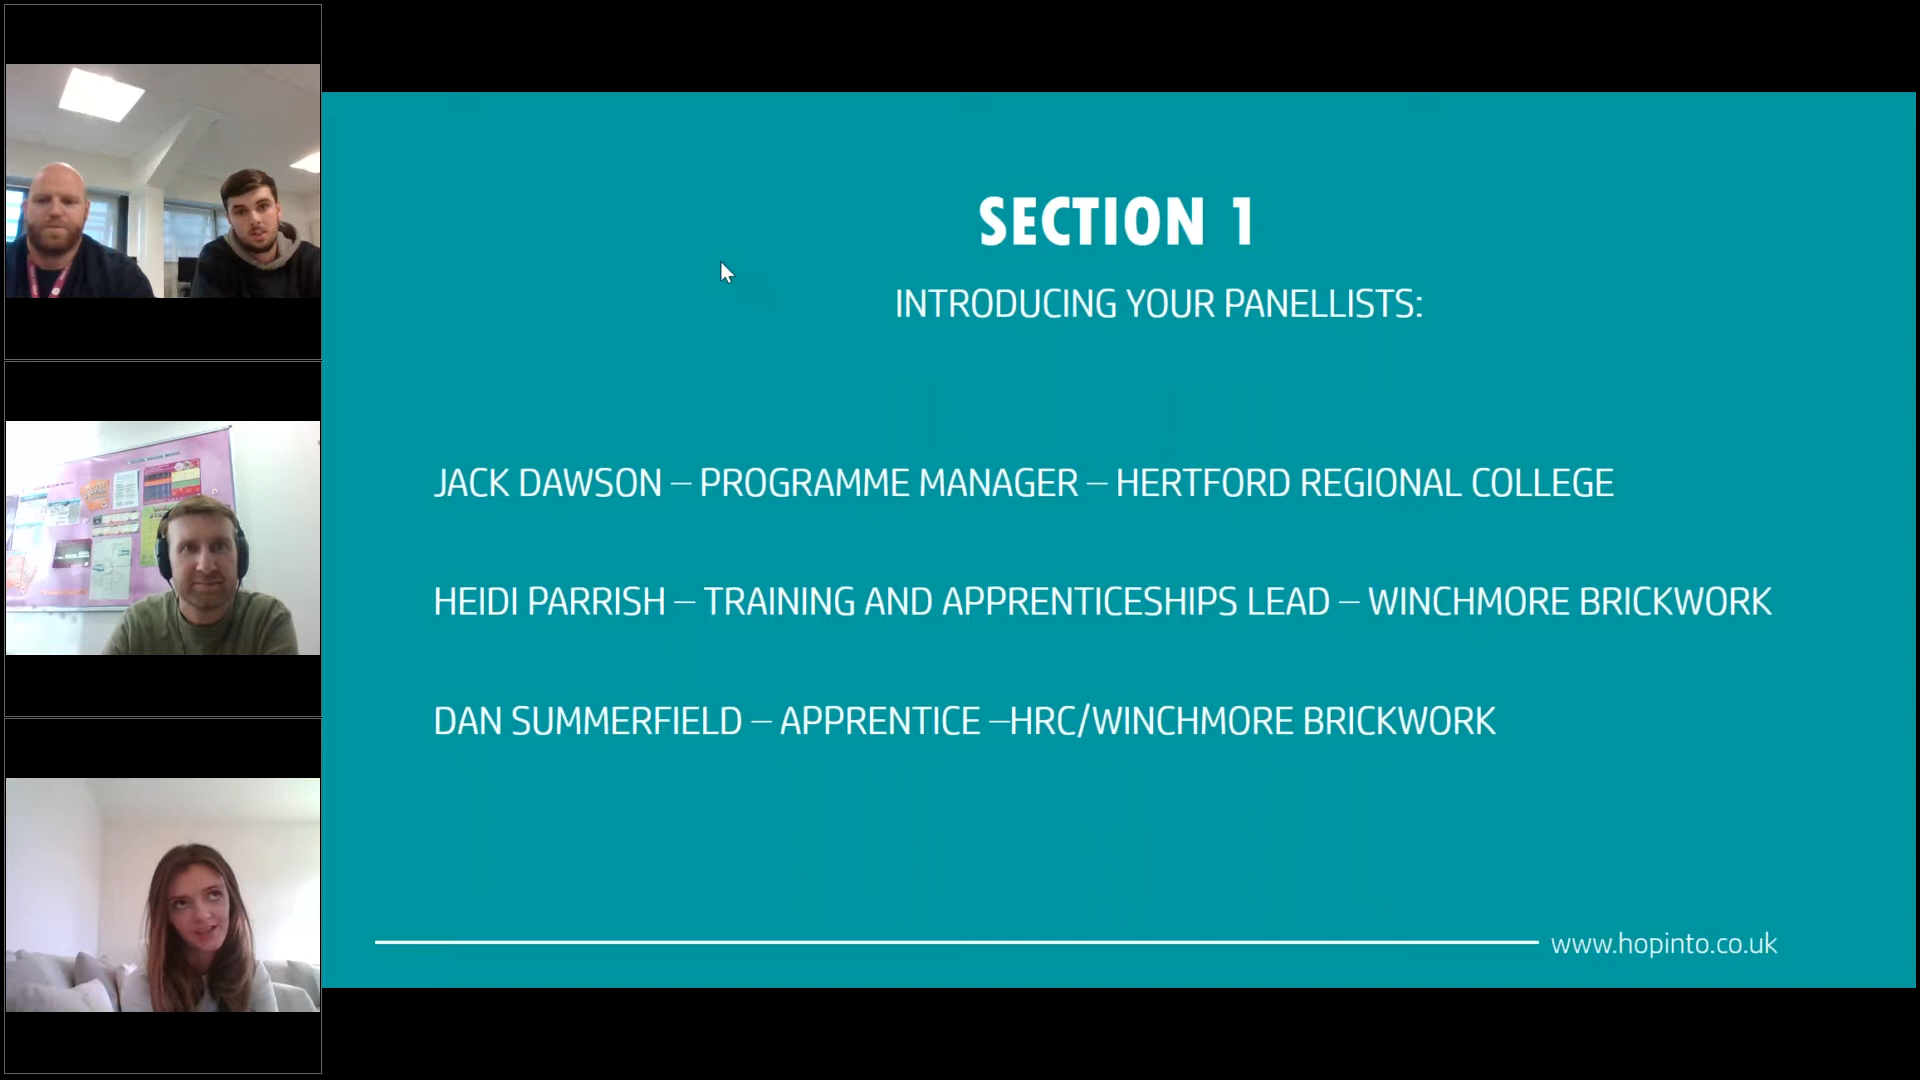 SECTION 1
INTRODUCING YOUR PANELLISTS:
JACK DAWSON – PROGRAMME MANAGER – HERTFORD REGIONAL COLLEGE
HEIDI PARRISH – TRAINING AND APPRENTICESHIPS LEAD – WINCHMORE BRICKWORK
DAN SUMMERFIELD – APPRENTICE –HRC/WINCHMORE BRICKWORK
www.hopinto.co.uk